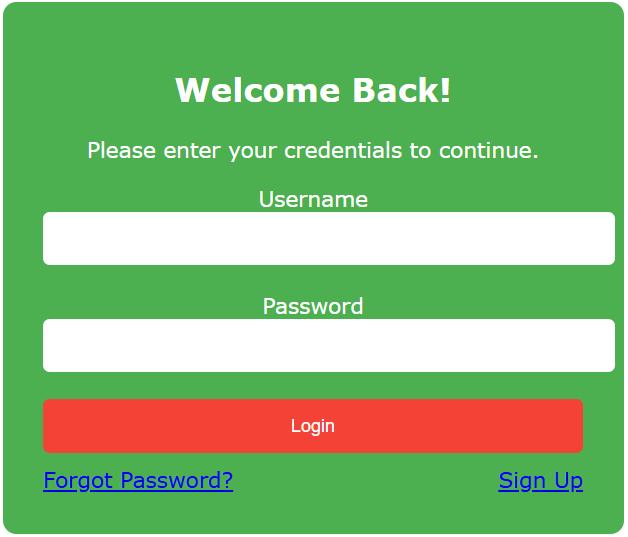 Welcome Back!
Please enter your credentials to continue.
Username
Password
Login
Forgot Password? Sign Up